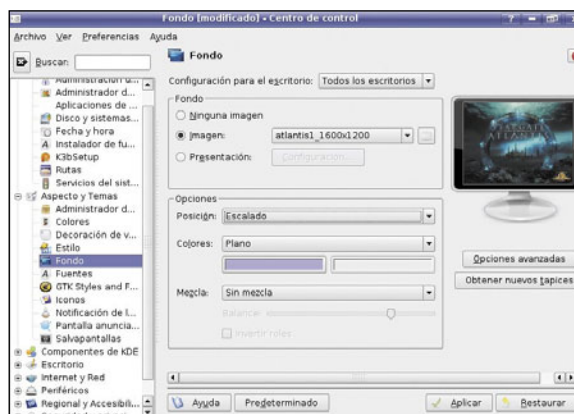 Fondo [modificado] - Centro de control
Archivo Ver Preferencias Ayuda
Buscar:
Administración d...
Administrador d...
Aplicaciones de ...
Disco y sistemas...
Fecha y hora
Instalador de fu...
K3bSetup
Rutas
Servicios del sist...
Aspecto y Temas
Administrador d...
Colores
Decoración de v...
Estilo
Fondo
Fuentes
GTK Styles and F...
Iconos
Notificación de l...
Pantalla anuncia...
Salvapantallas
Componentes de KDE
Escritorio
Internet y Red
Periféricos
Regional y Accesibili...
Fondo
Configuración para el escritorio: Todos los escritorios
Fondo
Ninguna imagen
Imagen: atlantis1_1600x1200
Presentación: Configuración...
STARGATE
ATLANTIS
Opciones
Posición: Escalado
Colores: Plano
Mezcla: Sin mezcla
Balance:
Invertir roles
Opciones avanzadas
Obtener nuevos tapices
Ayuda Predeterminado Aplicar Restaurar